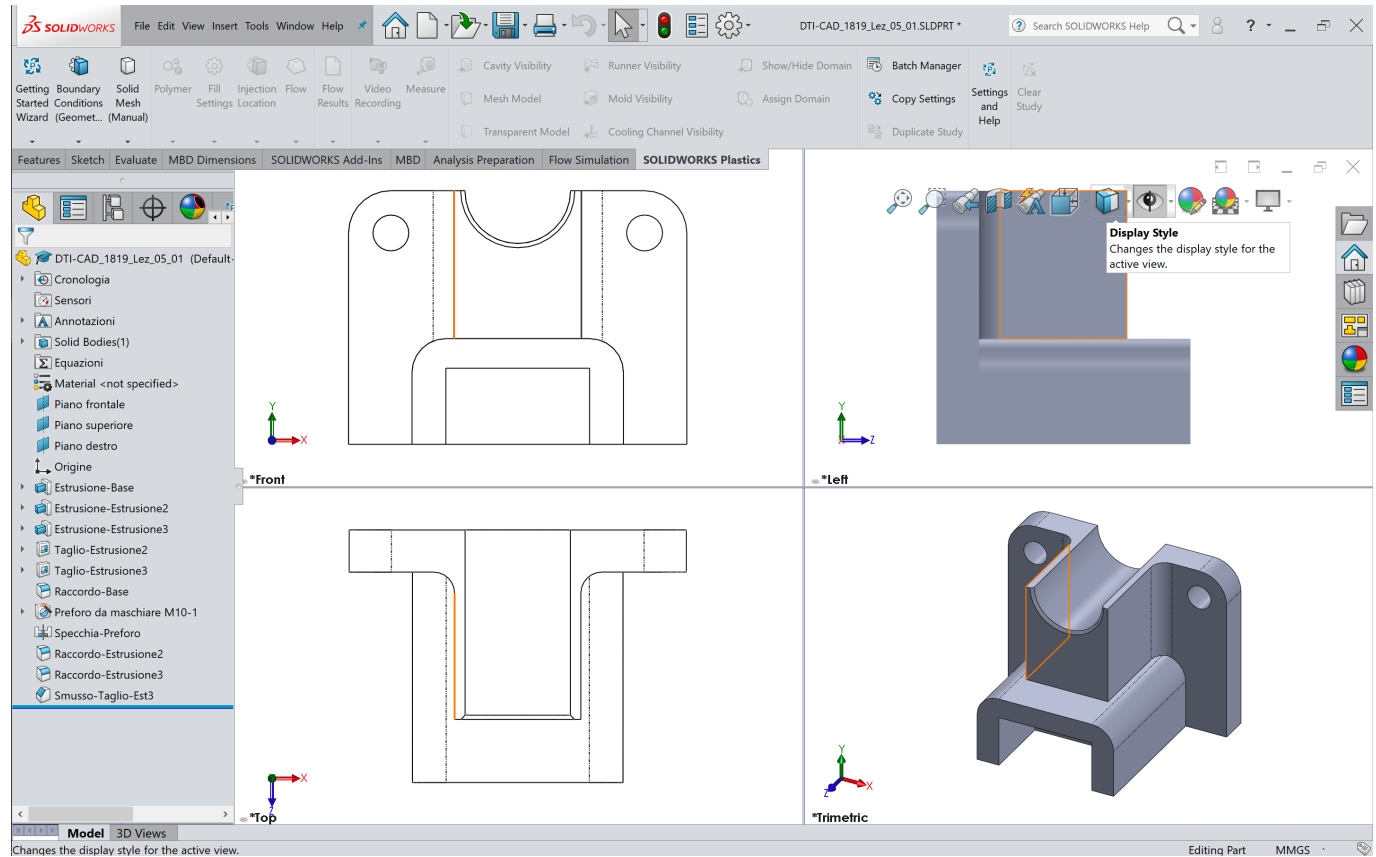 SOLIDWORKS File Edit View Insert Tools Window Help DTI-CAD_1819_Lez_05_01.SLDPRT * Search SOLIDWORKS Help ?
Getting Started Wizard
Boundary Conditions (Geomet...
Solid Mesh (Manual)
Polymer
Fill Settings
Injection Location
Flow
Flow Results
Video Recording
Measure
Cavity Visibility
Mesh Model
Transparent Model
Runner Visibility
Mold Visibility
Cooling Channel Visibility
Show/Hide Domain
Assign Domain
Batch Manager
Copy Settings
Duplicate Study
Settings and Help
Clear Study
Features Sketch Evaluate MBD Dimensions SOLIDWORKS Add-Ins MBD Analysis Preparation Flow Simulation SOLIDWORKS Plastics
DTI-CAD_1819_Lez_05_01 (Default-
Cronologia
Sensori
Annotazioni
Solid Bodies(1)
Equazioni
Material <not specified>
Piano frontale
Piano superiore
Piano destro
Origine
Estrusione-Base
Estrusione-Estrusione2
Estrusione-Estrusione3
Taglio-Estrusione2
Taglio-Estrusione3
Raccordo-Base
Preforo da maschiare M10-1
Specchia-Preforo
Raccordo-Estrusione2
Raccordo-Estrusione3
Smusso-Taglio-Est3
Y
X
*Front
Display Style
Changes the display style for the
active view.
Y
Z
*Left
X
Z
*Top
Y
X
Z
*Trimetric
Model 3D Views
Changes the display style for the active view. Editing Part MMGS